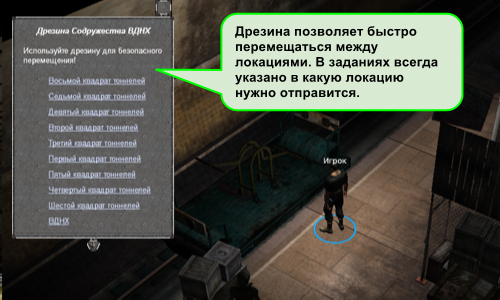 Дрезина Содружества ВДНХ
Используйте дрезину для безопасного
перемещения!
Восьмой квадрат тоннелей
Седьмой квадрат тоннелей
Девятый квадрат тоннелей
Второй квадрат тоннелей
Третий квадрат тоннелей
Первый квадрат тоннелей
Пятый квадрат тоннелей
Четвертый квадрат тоннелей
Шестой квадрат тоннелей
ВДНХ
Дрезина позволяет быстро
перемещаться между
локациями. В заданиях всегда
указано в какую локацию
нужно отправится.
Игрок